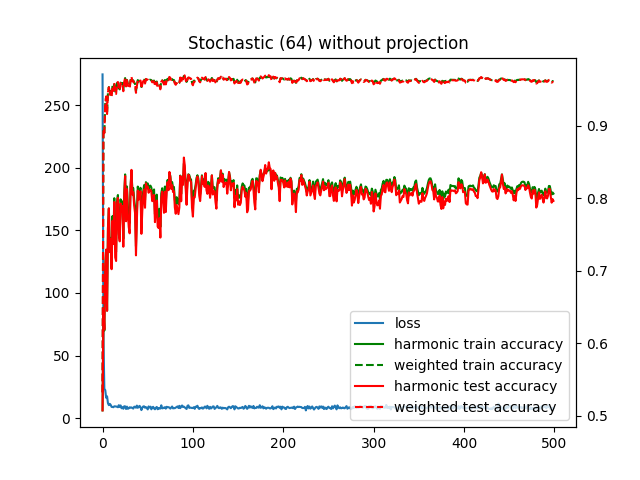 Stochastic (64) without projection
250
200
150
100
50
0
0.9
0.8
0.7
0.6
0.5
loss
harmonic train accuracy
weighted train accuracy
harmonic test accuracy
weighted test accuracy
0 100 200 300 400 500